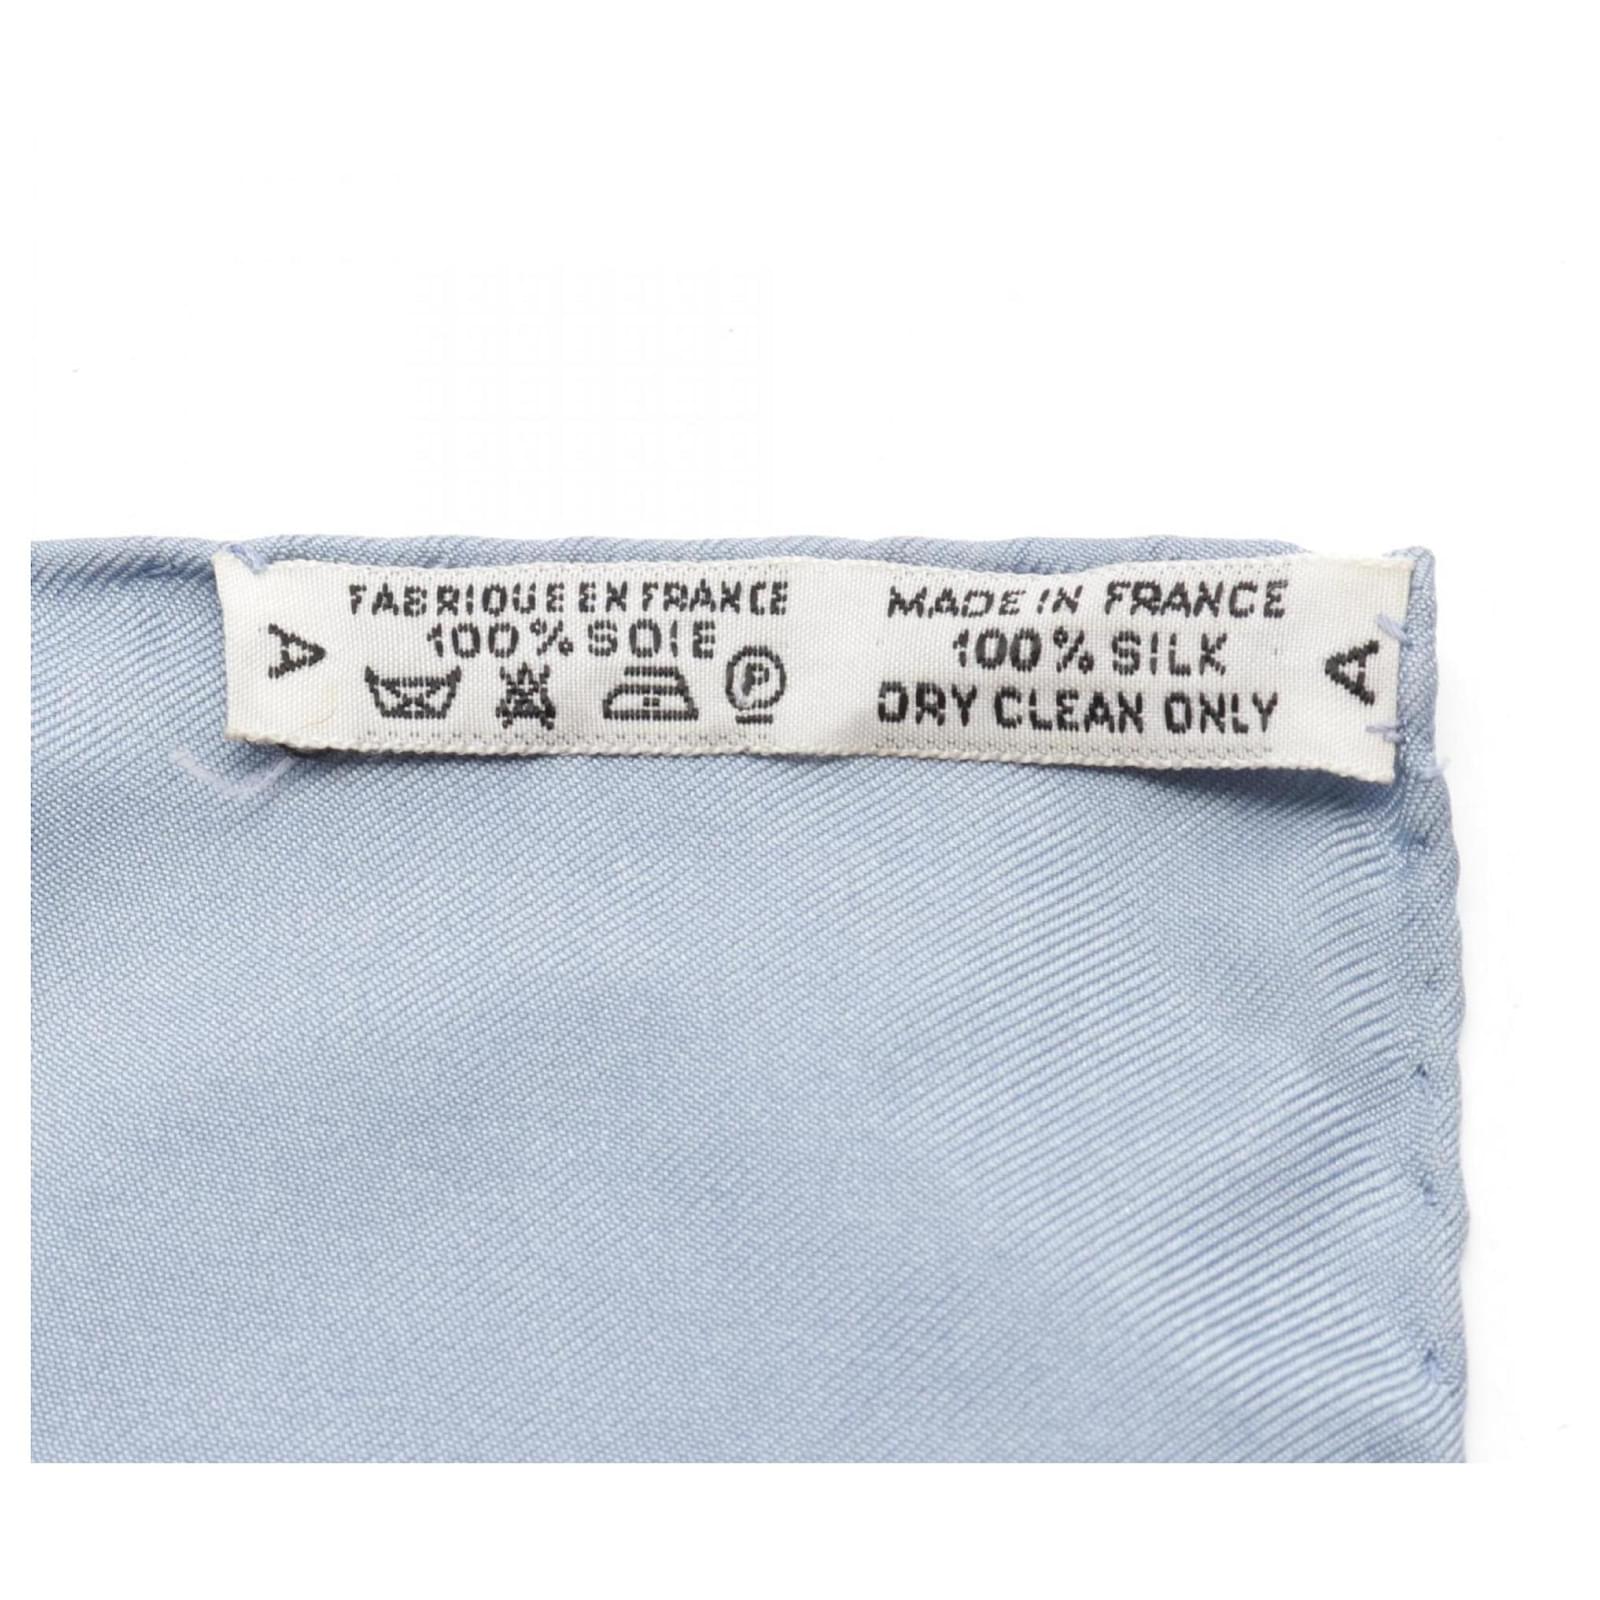 A
FABRIQUE EN FRANCE
100% SOIE
P
MADE IN FRANCE
100% SILK
DRY CLEAN ONLY
A